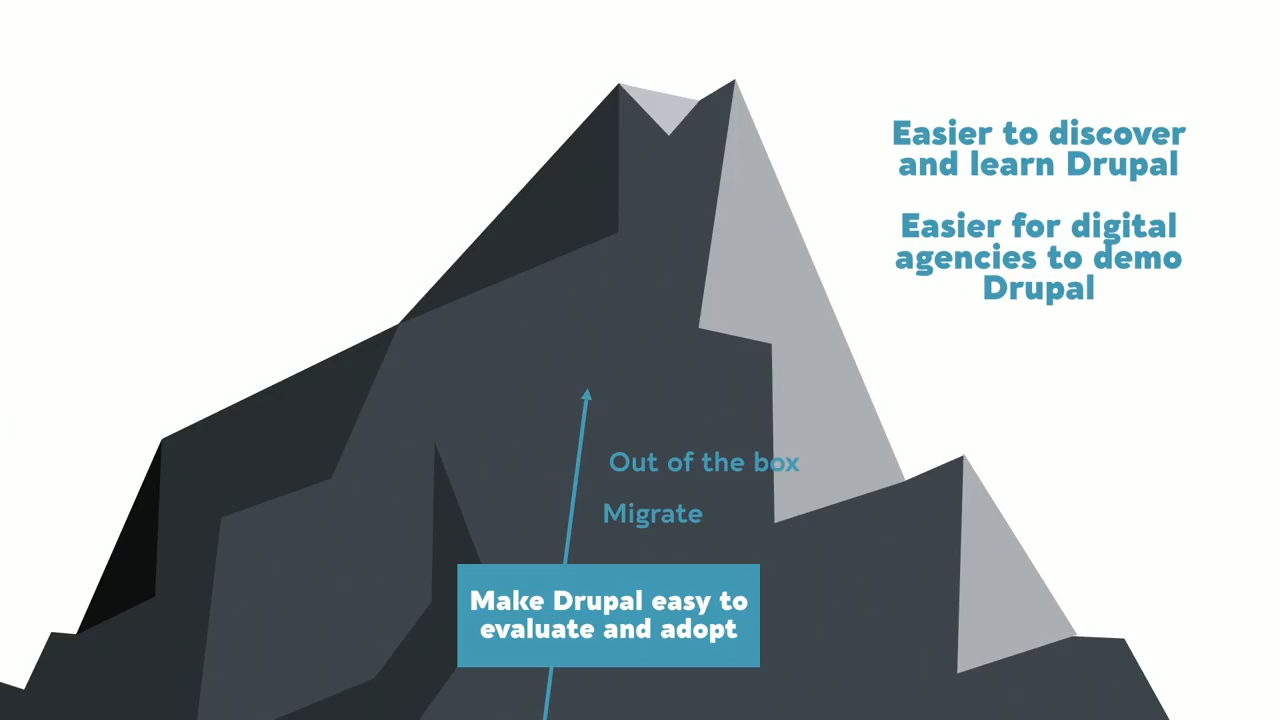 Easier to discover
and learn Drupal
Easier for digital
agencies to demo
Drupal
Out of the box
Migrate
Make Drupal easy to
evaluate and adopt